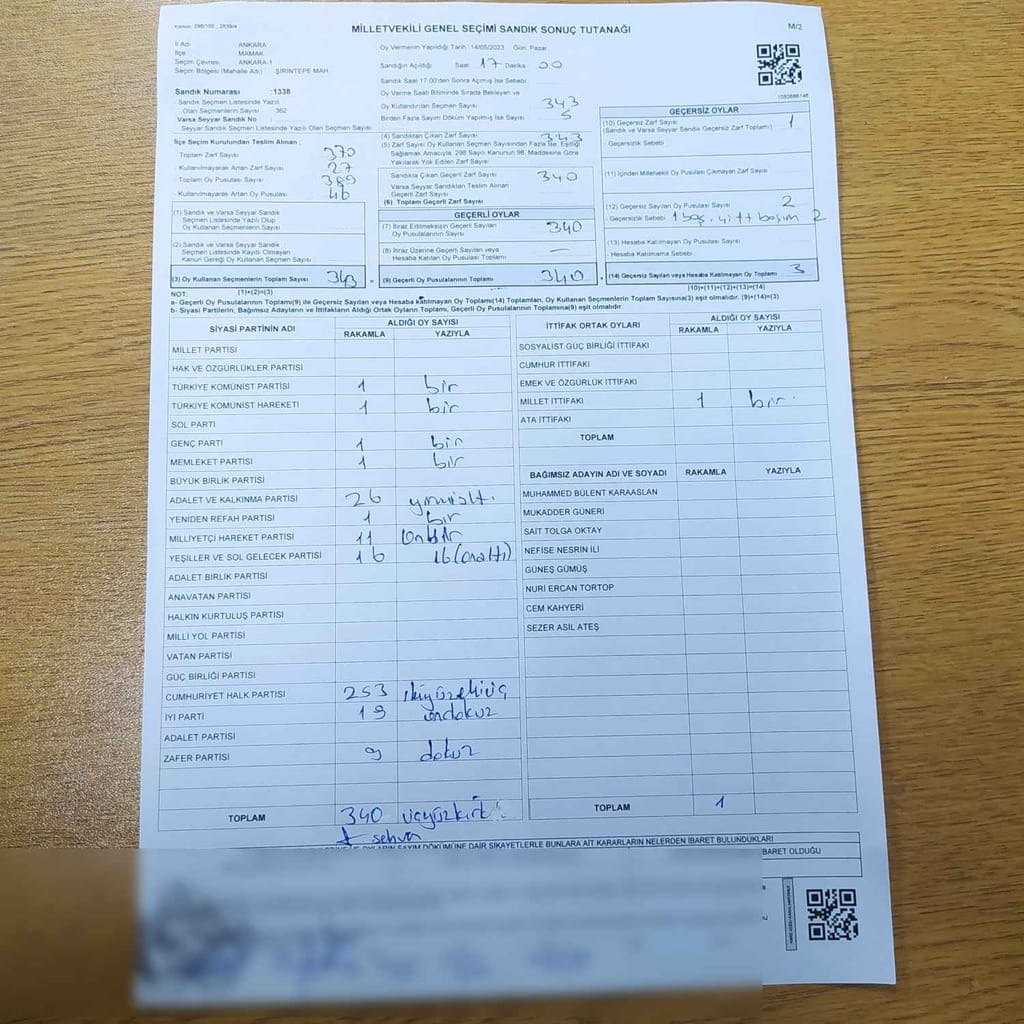 Kanun: 298/105 , 2839/4
MİLLETVEKİLİ GENEL SEÇİMİ SANDIK SONUÇ TUTANAĞI
M/2
İl Adı ANKARA
İlçe MAMAK
Seçim Çevresi ANKARA-1
Seçim Bölgesi (Mahalle Adı) ŞİRİNTEPE MAH
Sandık Numarası :1338
Sandık Seçmen Listesinde Yazılı
Olan Seçmenlerin Sayısı :362
Varsa Seyyar Sandık No :
Seyyar Sandık Seçmen Listesinde Yazılı Olan Seçmen Sayısı
İlçe Seçim Kurulundan Teslim Alınan ;
Toplam Zarf Sayısı 370
Kullanılmayarak Artan Zarf Sayısı 27
Toplam Oy Pusulası Sayısı 389
Kullanılmayarak Artan Oy Pusulası 46
(1) Sandık ve Varsa Seyyar Sandık
Seçmen Listesinde Yazılı Olup
Oy Kullanan Seçmenlerin Sayısı
(2) Sandık ve Varsa Seyyar Sandık
Seçmen Listesinde Kayıtlı Olmayan
Kanun Gereği Oy Kullanan Seçmen Sayısı
(3) Oy Kullanan Seçmenlerin Toplam Sayısı 343
(1)+(2)=(3)
Oy Vermenin Yapıldığı Tarih :14/05/2023 Gün: Pazar
Sandığın Açıldığı Saat: 17 Dakika: 00
Sandık Saat 17:00'den Sonra Açılmış İse Sebebi
Oy Verme Saati Bitiminde Sırada Bekleyen ve
Oy Kullandırılan Seçmen Sayısı 343
Birden Fazla Sayım Döküm Yapılmış İse Sayısı 5
(4) Sandıktan Çıkan Zarf Sayısı 343
(5) Zarf Sayısı Oy Kullanan Seçmen Sayısından Fazla İse, Eşitliği
Sağlamak Amacıyla, 298 Sayılı Kanunun 98. Maddesine Göre
Yakılarak Yok Edilen Zarf Sayısı
Sandıkta Çıkan Geçerli Zarf Sayısı 340
Varsa Seyyar Sandıktan Teslim Alınan
Geçerli Zarf Sayısı
(6) Toplam Geçerli Zarf Sayısı
GEÇERLİ OYLAR
(7) İtiraz Edilmeksizin Geçerli Sayılan
Oy Pusulalarının Sayısı 340
(8) İtiraz Üzerine Geçerli Sayılan veya
Hesaba Katılan Oy Pusulası Toplamı —
(9) Geçerli Oy Pusulalarının Toplamı 340
1083686146
GEÇERSİZ OYLAR
(10) Geçersiz Zarf Sayısı 1
(Sandık ve Varsa Seyyar Sandık Geçersiz Zarf Toplamı)
Geçersizlik Sebebi
(11) İçinden Milletvekili Oy Pusulası Çıkmayan Zarf Sayısı
(12) Geçersiz Sayılan Oy Pusulası Sayısı 2
Geçersizlik Sebebi 1 boş,
(13) Hesaba Katılmayan Oy Pusulası Sayısı
Hesaba Katılmama Sebebi
(14) Geçersiz Sayılan veya Hesaba Katılmayan Oy Toplamı 3
(10)+(11)+(12)+(13)=(14)
NOT:
a- Geçerli Oy Pusulalarının Toplamı(9) ile Geçersiz Sayılan veya Hesaba Katılmayan Oy Toplamı(14) Toplamları, Oy Kullanan Seçmenlerin Toplam Sayısına(3) eşit olmalıdır. (9)+(14)=(3)
b- Siyasi Partilerin, Bağımsız Adayların ve İttifakların Aldığı Ortak Oyların Toplamı, Geçerli Oy Pusulalarının Toplamına(9) eşit olmalıdır.
SİYASİ PARTİNİN ADI ALDIĞI OY SAYISI
RAKAMLA YAZIYLA
MİLLET PARTİSİ
HAK VE ÖZGÜRLÜKLER PARTİSİ
TÜRKİYE KOMÜNİST PARTİSİ 1 bir
TÜRKİYE KOMÜNİST HAREKETİ 1 bir
SOL PARTİ
GENÇ PARTİ 1 bir
MEMLEKET PARTİSİ 1 bir
BÜYÜK BİRLİK PARTİSİ
ADALET VE KALKINMA PARTİSİ 26 yirmialtı
YENİDEN REFAH PARTİSİ 1 bir
MİLLİYETÇİ HAREKET PARTİSİ 11 Onbir
YEŞİLLER VE SOL GELECEK PARTİSİ 16 16(onaltı)
ADALET BİRLİK PARTİSİ
ANAVATAN PARTİSİ
HALKIN KURTULUŞ PARTİSİ
MİLLİ YOL PARTİSİ
VATAN PARTİSİ
GÜÇ BİRLİĞİ PARTİSİ
CUMHURİYET HALK PARTİSİ 253 ikiyüzelliüç
İYİ PARTİ 19 ondokuz
ADALET PARTİSİ
ZAFER PARTİSİ 9 dokuz
TOPLAM 340 üçyüzkırk
sehva
İTTİFAK ORTAK OYLARI ALDIĞI OY SAYISI
RAKAMLA YAZIYLA
SOSYALİST GÜÇ BİRLİĞİ İTTİFAKI
CUMHUR İTTİFAKI
EMEK VE ÖZGÜRLÜK İTTİFAKI
MİLLET İTTİFAKI 1 bir
ATA İTTİFAKI
TOPLAM
BAĞIMSIZ ADAYIN ADI VE SOYADI RAKAMLA YAZIYLA
MUHAMMED BÜLENT KARAASLAN
MUKADDER GÜNERİ
SAİT TOLGA OKTAY
NEFİSE NESRİN İLİ
GÜNEŞ GÜMÜŞ
NURİ ERCAN TORTOP
CEM KAHYERİ
SEZER ASİL ATEŞ
TOPLAM 1
OYLARIN SAYIM DÖKÜMÜNE DAİR ŞİKAYETLERLE BUNLARA AİT KARARLARIN NELERDEN İBARET BULUNDUKLARI
BARET OLDUĞU